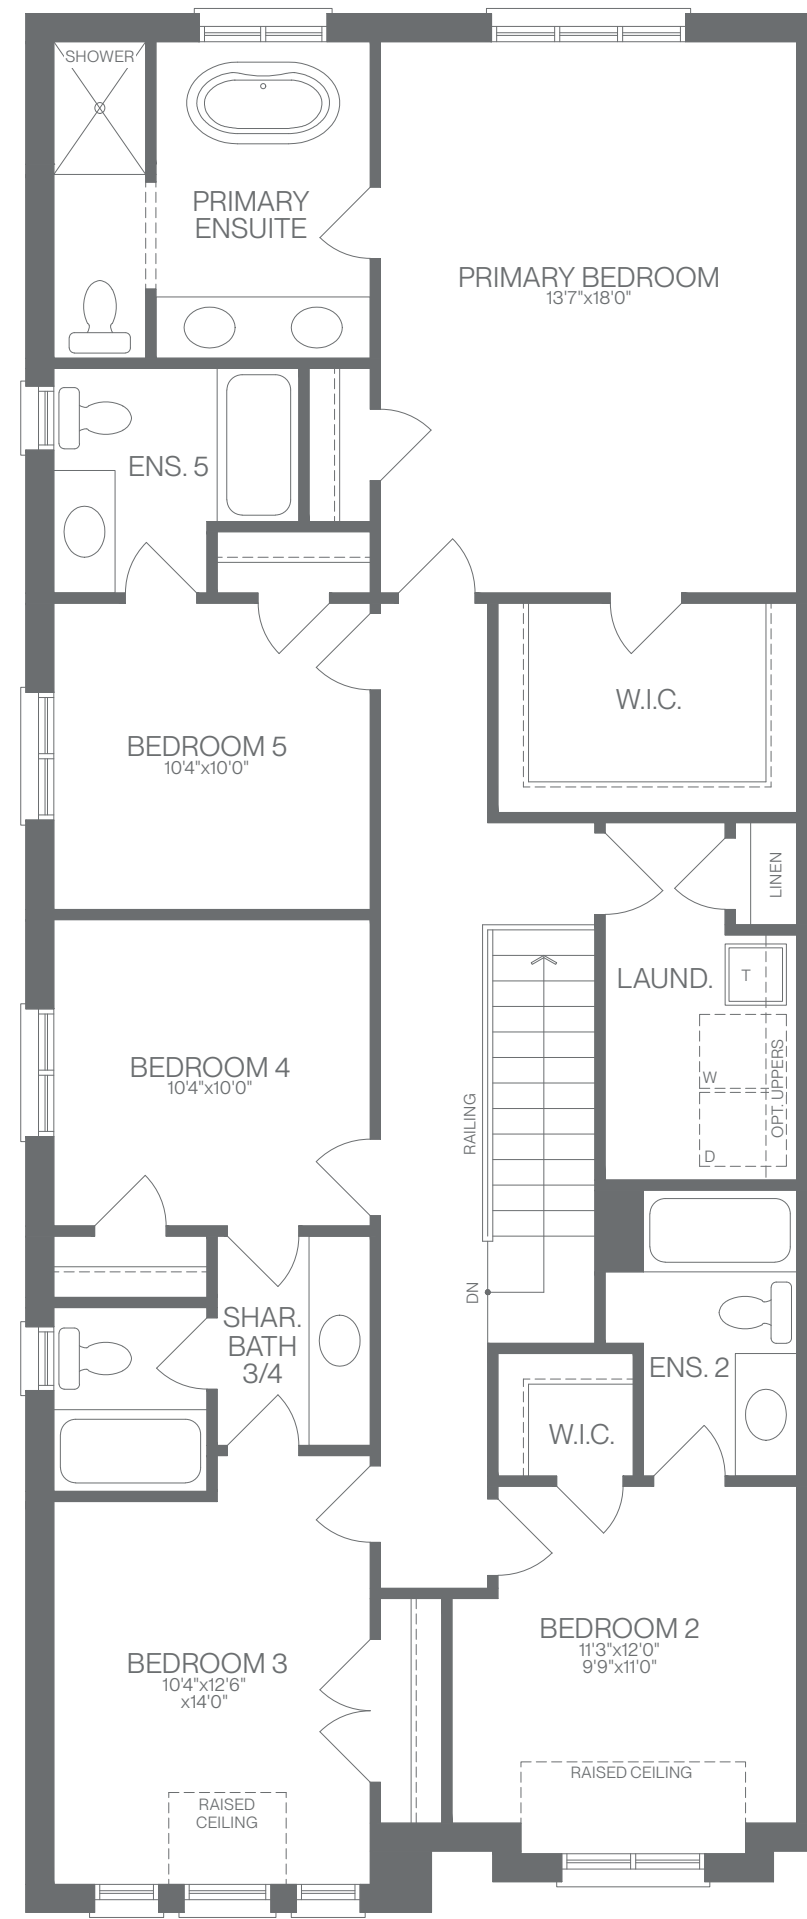 SHOWER
PRIMARY
ENSUITE
PRIMARY BEDROOM
13'7"x18'0"
ENS. 5
W.I.C.
BEDROOM 5
10'4"x10'0"
LINEN
LAUND.
T
BEDROOM 4
10'4"x10'0"
W
OPT. UPPERS
RAILING
D
DN
SHAR.
BATH
3/4
ENS. 2
W.I.C.
BEDROOM 2
11'3"x12'0"
9'9"x11'0"
BEDROOM 3
10'4"x12'6"
x14'0"
RAISED CEILING
RAISED
CEILING